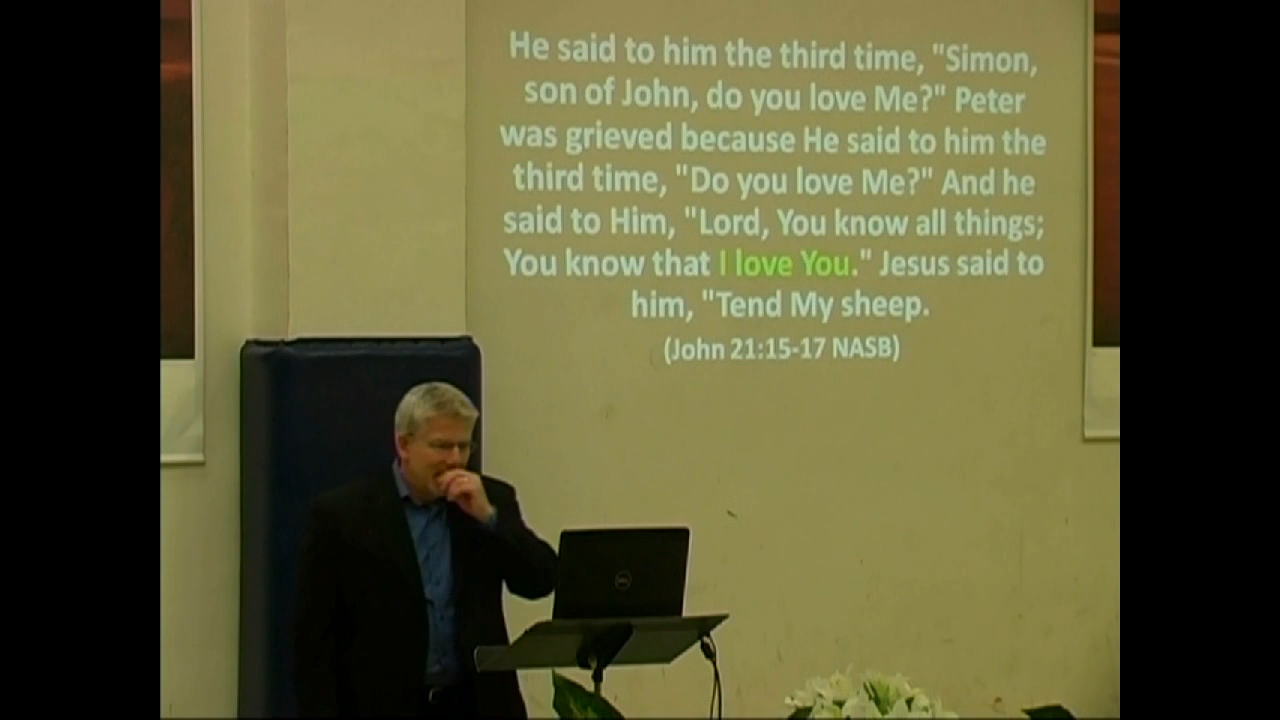 He said to him the third time, "Simon,
son of John, do you love Me?" Peter
was grieved because He said to him the
third time, "Do you love Me?" And he
said to Him, "Lord, You know all things;
You know that I love You." Jesus said to
him, "Tend My sheep.
(John 21:15-17 NASB)
DELL